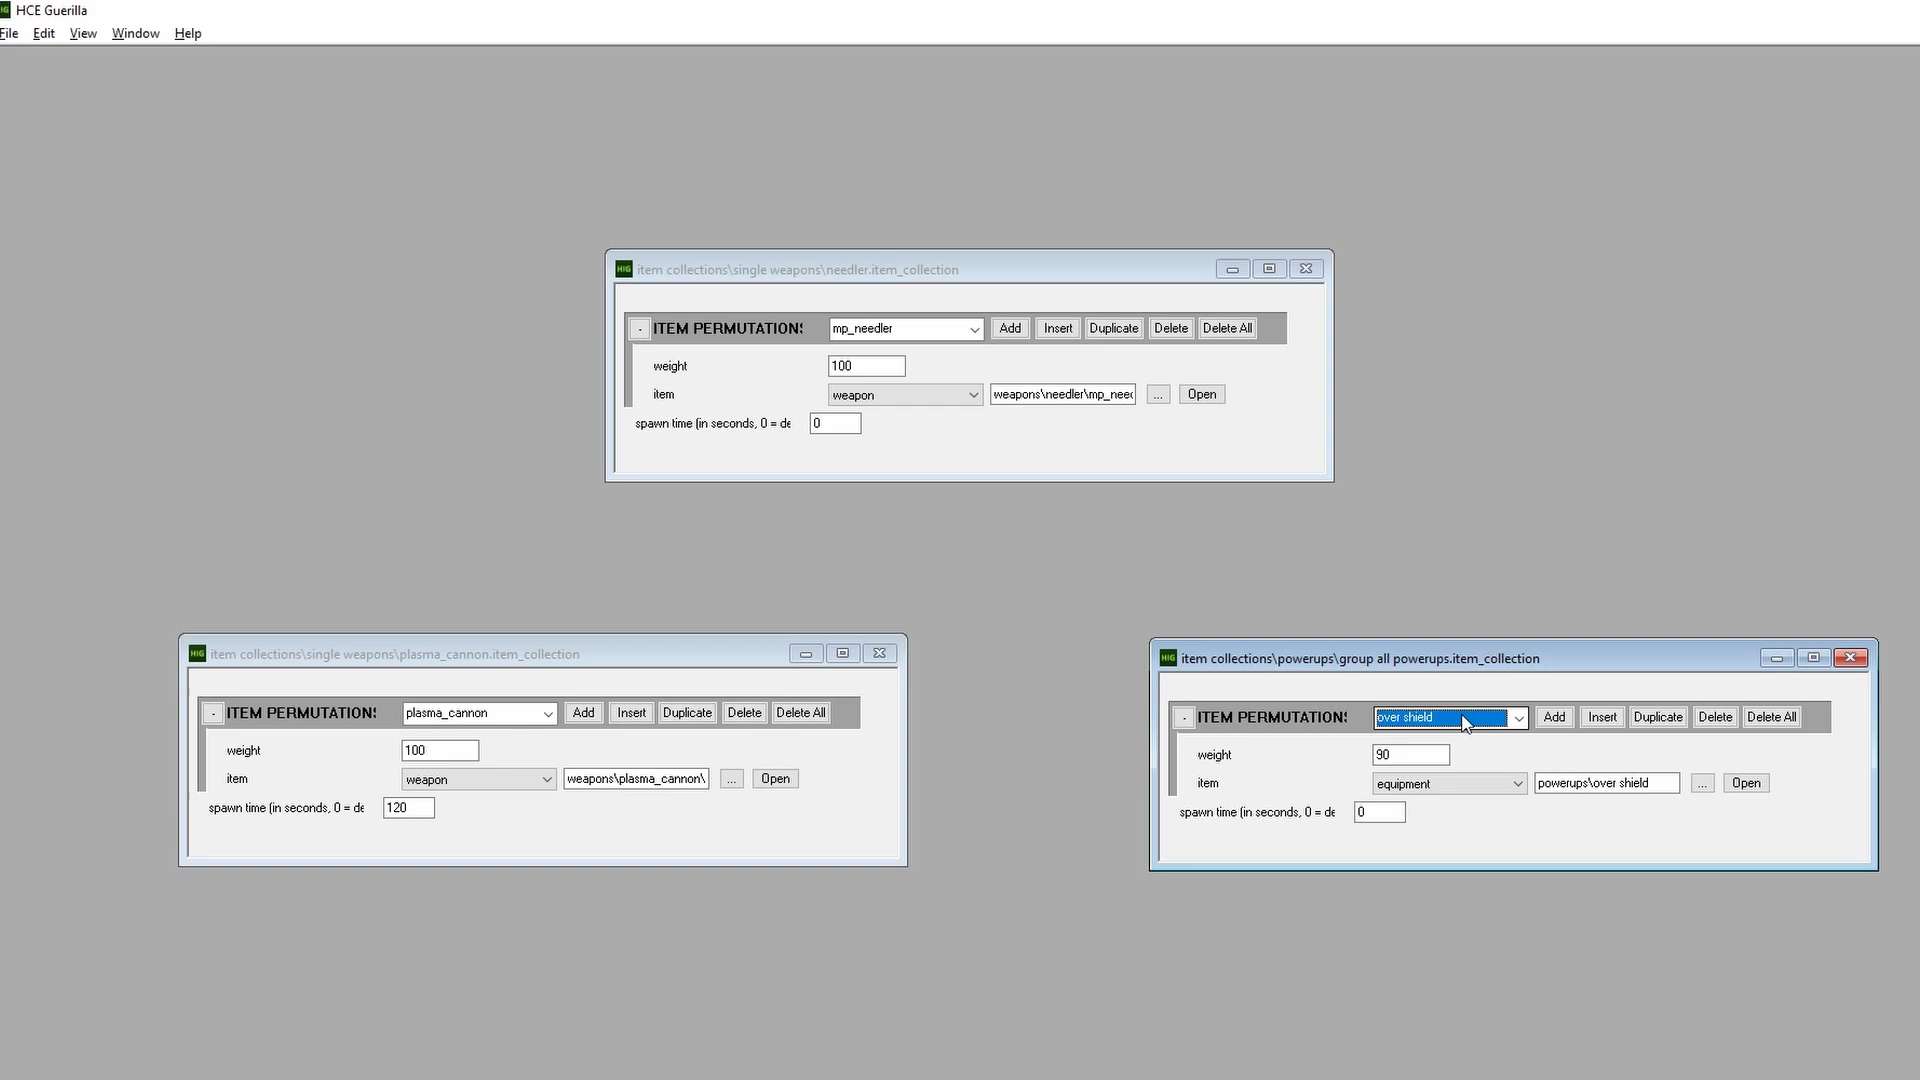 HCE Guerilla
File Edit View Window Help
item collections\single weapons\needler.item_collection
- ITEM PERMUTATIONS mp_needler Add Insert Duplicate Delete Delete All
weight 100
item weapon weapons\needler\mp_need ... Open
spawn time (in seconds, 0 = de 0
item collections\single weapons\plasma_cannon.item_collection
- ITEM PERMUTATIONS plasma_cannon Add Insert Duplicate Delete Delete All
weight 100
item weapon weapons\plasma_cannon\ ... Open
spawn time (in seconds, 0 = de 120
item collections\powerups\group all powerups.item_collection
- ITEM PERMUTATIONS over shield Add Insert Duplicate Delete Delete All
weight 90
item equipment powerups\over shield ... Open
spawn time (in seconds, 0 = de 0